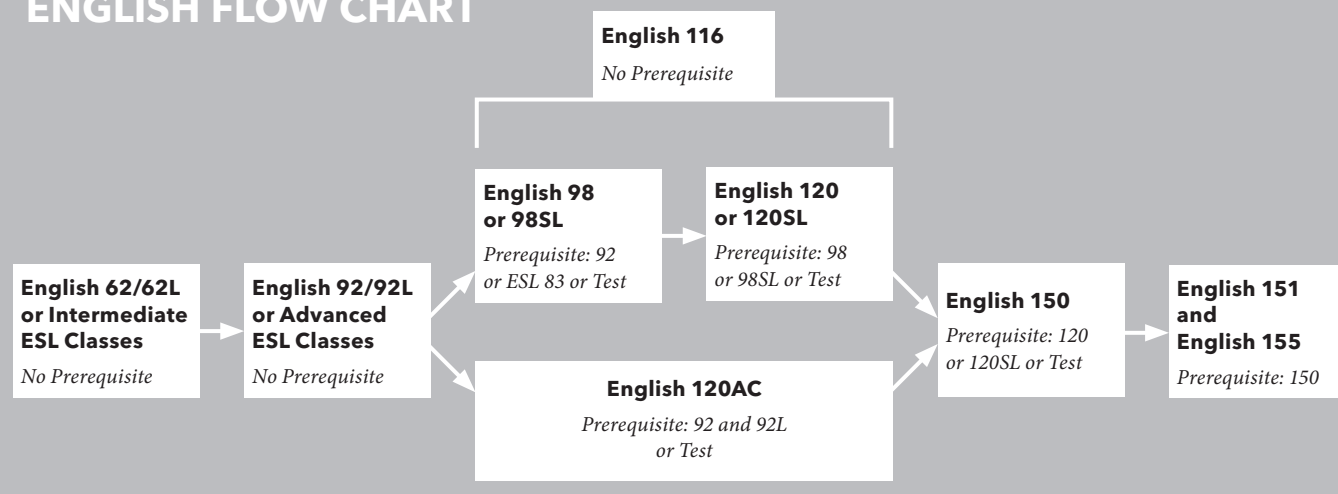 ENGLISH FLOW CHART
English 116
No Prerequisite
English 62/62L
or Intermediate
ESL Classes
No Prerequisite
English 92/92L
or Advanced
ESL Classes
No Prerequisite
English 98
or 98SL
Prerequisite: 92
or ESL 83 or Test
English 120
or 120SL
Prerequisite: 98
or 98SL or Test
English 120AC
Prerequisite: 92 and 92L
or Test
English 150
Prerequisite: 120
or 120SL or Test
English 151
and
English 155
Prerequisite: 150